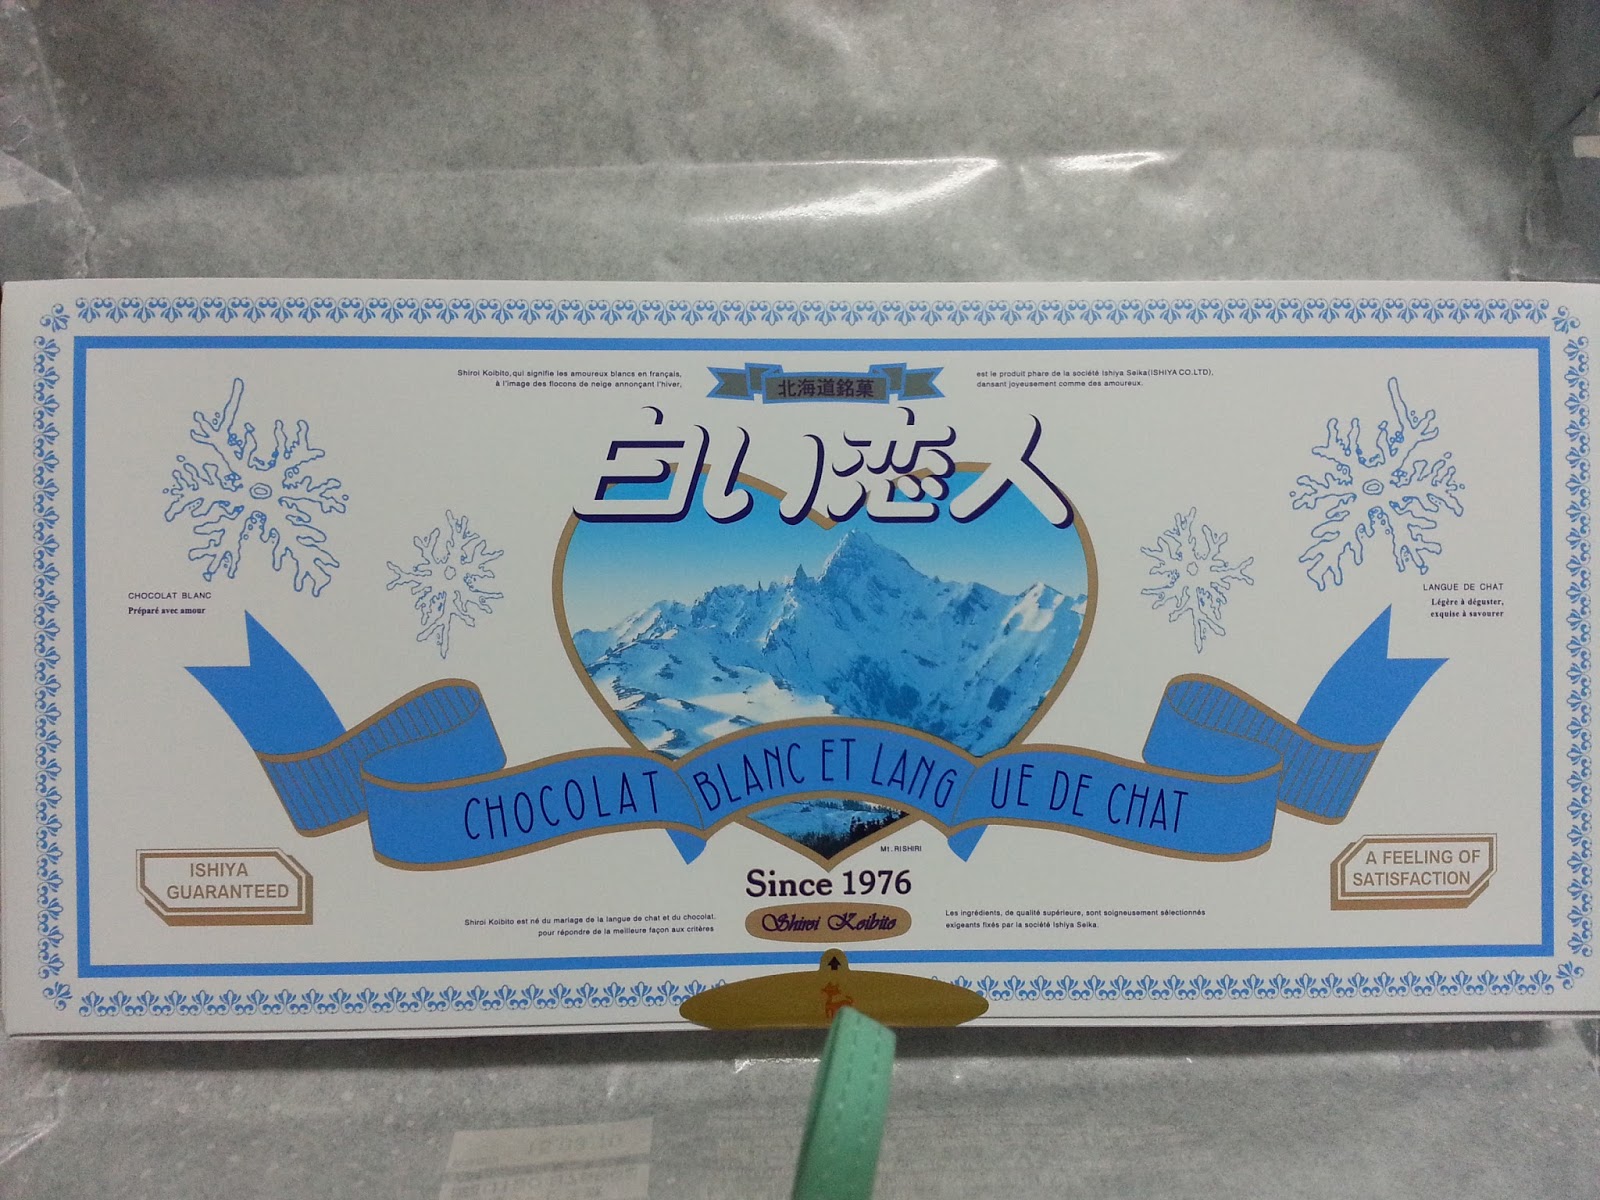 Shiroi Koibito, qui signifie les amoureux blancs en français,
à l'image des flocons de neige annonçant l'hiver,
北海道銘菓
est le produit phare de la société Ishiya Seika(ISHIYA CO.LTD),
dansant joyeusement comme des amoureux.
白い恋人
CHOCOLAT BLANC
Préparé avec amour
LANGUE DE CHAT
Légère à déguster,
exquise à savourer
CHOCOLAT BLANC ET LANGUE DE CHAT
Mt. RISHIRI
ISHIYA
GUARANTEED
A FEELING OF
SATISFACTION
Since 1976
Shiroi Koibito
Shiroi Koibito est né du mariage de la langue de chat et du chocolat.
pour répondre de la meilleure façon aux critères
Les ingrédients, de qualité supérieure, sont soigneusement sélectionnés
exigeants fixés par la société Ishiya Seika.